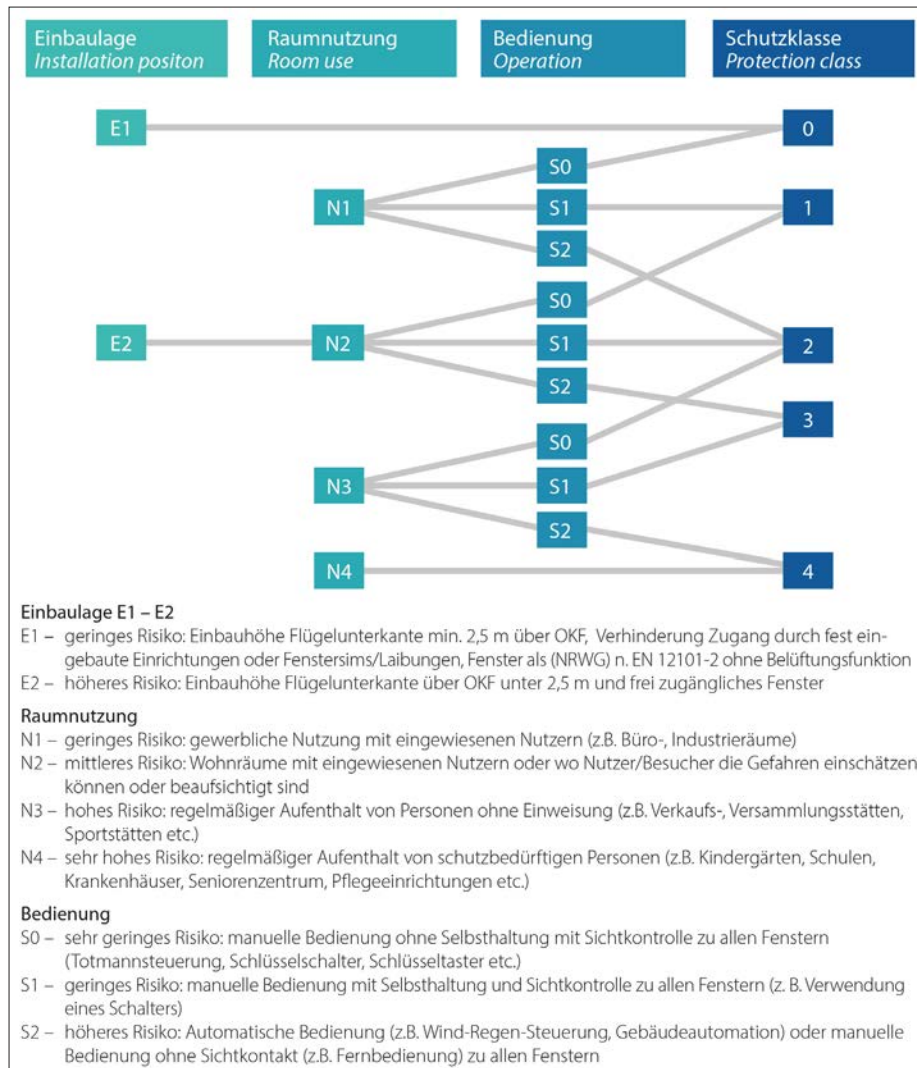 Einbaulage
Installation positon
Raumnutzung
Room use
Bedienung
Operation
Schutzklasse
Protection class
E1
0
S0
N1
S1
1
S2
S0
E2
N2
S1
2
S2
3
S0
N3
S1
S2
N4
4
Einbaulage E1 – E2
E1 – geringes Risiko: Einbauhöhe Flügelunterkante min. 2,5 m über OKF, Verhinderung Zugang durch fest ein-
gebaute Einrichtungen oder Fenstersims/Laibungen, Fenster als (NRWG) n. EN 12101-2 ohne Belüftungsfunktion
E2 – höheres Risiko: Einbauhöhe Flügelunterkante über OKF unter 2,5 m und frei zugängliches Fenster
Raumnutzung
N1 – geringes Risiko: gewerbliche Nutzung mit eingewiesenen Nutzern (z.B. Büro-, Industrieräume)
N2 – mittleres Risiko: Wohnräume mit eingewiesenen Nutzern oder wo Nutzer/Besucher die Gefahren einschätzen
können oder beaufsichtigt sind
N3 – hohes Risiko: regelmäßiger Aufenthalt von Personen ohne Einweisung (z.B. Verkaufs-, Versammlungsstätten,
Sportstätten etc.)
N4 – sehr hohes Risiko: regelmäßiger Aufenthalt von schutzbedürftigen Personen (z.B. Kindergärten, Schulen,
Krankenhäuser, Seniorenzentrum, Pflegeeinrichtungen etc.)
Bedienung
S0 – sehr geringes Risiko: manuelle Bedienung ohne Selbsthaltung mit Sichtkontrolle zu allen Fenstern
(Totmannsteuerung, Schlüsselschalter, Schlüsseltaster etc.)
S1 – geringes Risiko: manuelle Bedienung mit Selbsthaltung und Sichtkontrolle zu allen Fenstern (z. B. Verwendung
eines Schalters)
S2 – höheres Risiko: Automatische Bedienung (z.B. Wind-Regen-Steuerung, Gebäudeautomation) oder manuelle
Bedienung ohne Sichtkontakt (z.B. Fernbedienung) zu allen Fenstern